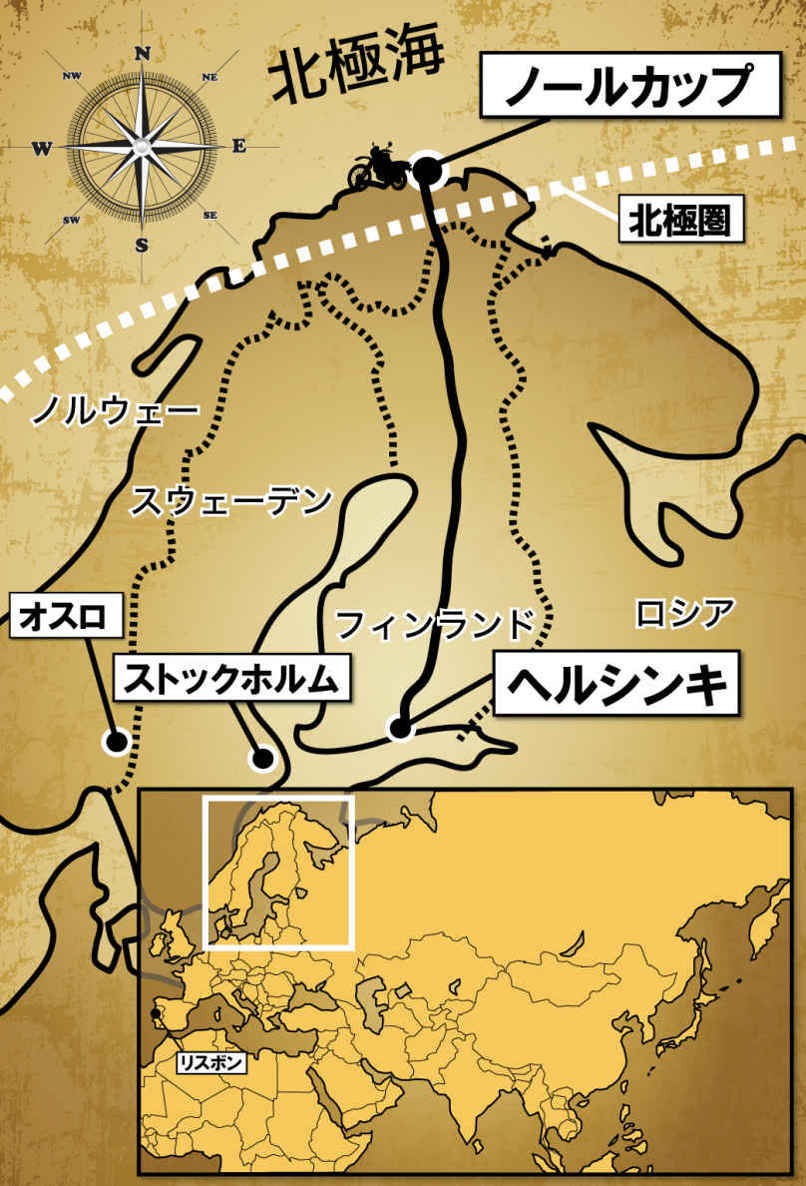 北極海
ノールカップ
N
NW
NE
W
E
SW
SE
S
北極圏
ノルウェー
スウェーデン
オスロ
フィンランド
ロシア
ストックホルム
ヘルシンキ
リスボン